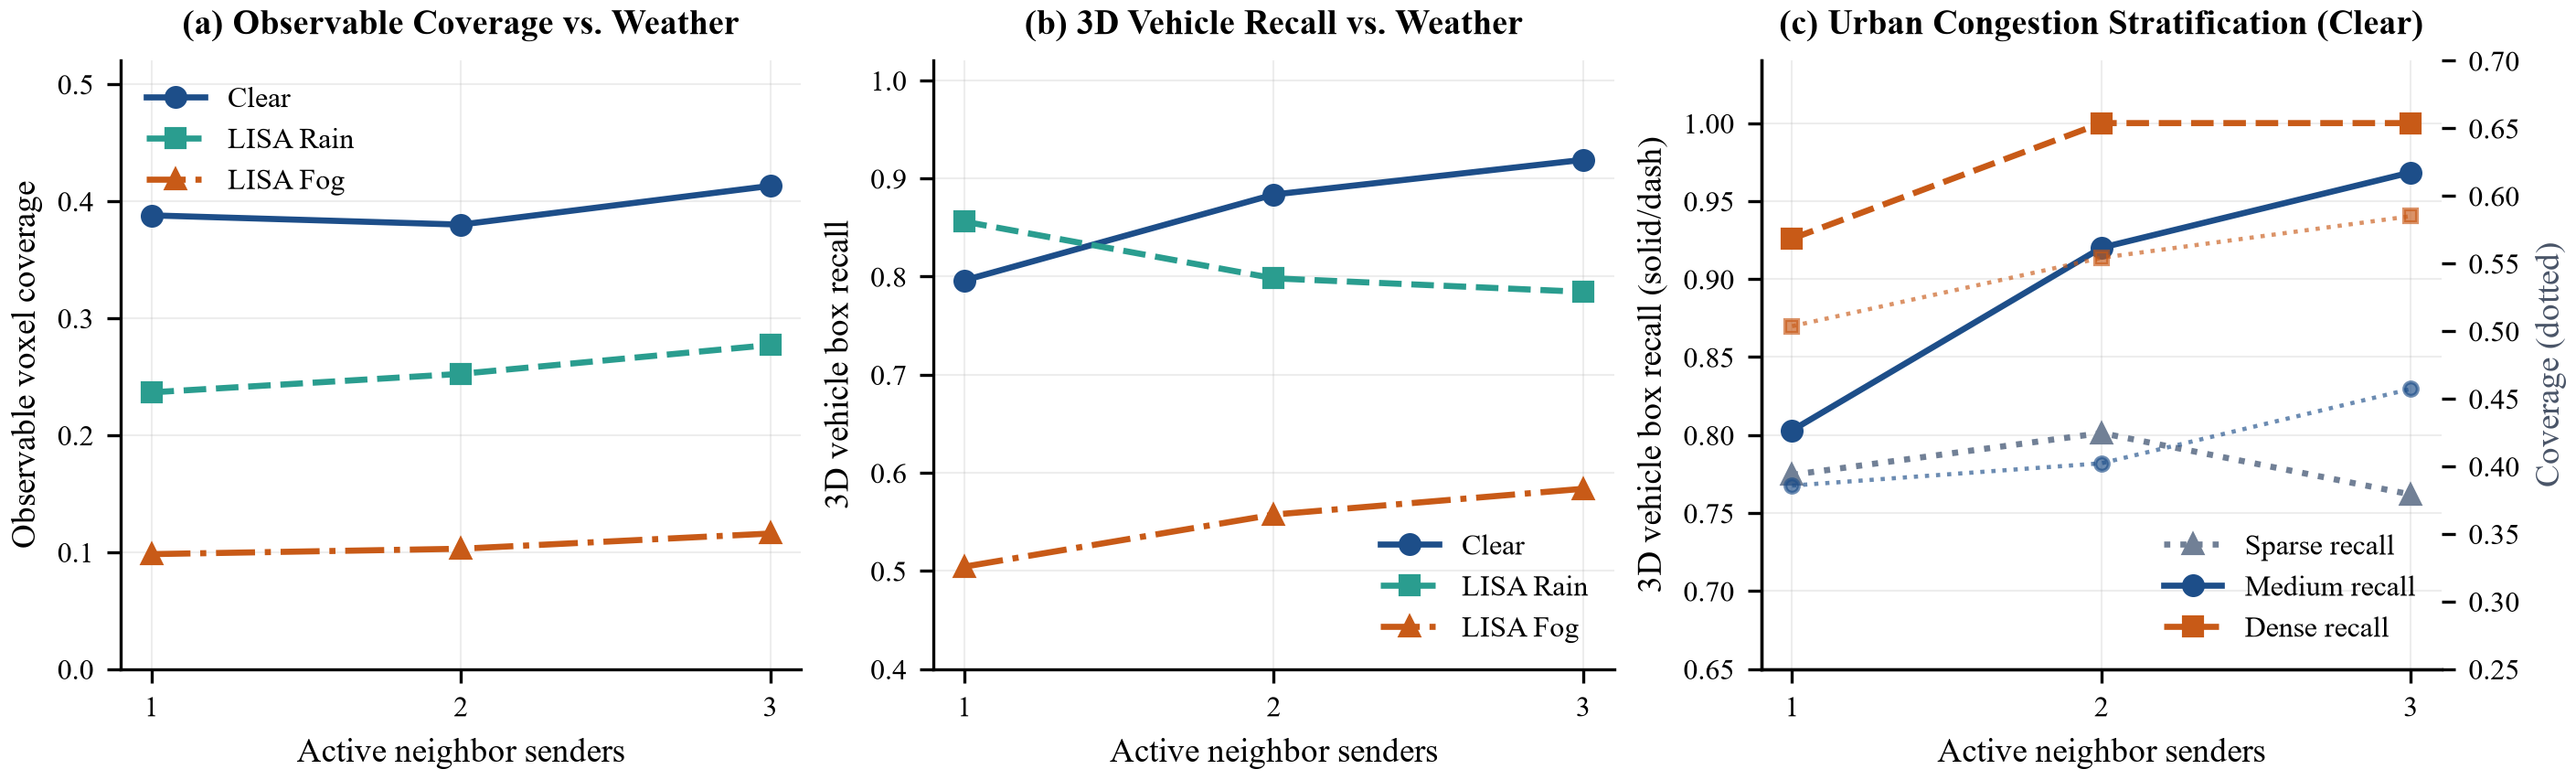 (a) Observable Coverage vs. Weather
Observable voxel coverage
0.5
0.4
0.3
0.2
0.1
0.0
Clear
LISA Rain
LISA Fog
1
2
3
Active neighbor senders
(b) 3D Vehicle Recall vs. Weather
3D vehicle box recall
1.0
0.9
0.8
0.7
0.6
0.5
0.4
Clear
LISA Rain
LISA Fog
1
2
3
Active neighbor senders
(c) Urban Congestion Stratification (Clear)
3D vehicle box recall (solid/dash)
1.00
0.95
0.90
0.85
0.80
0.75
0.70
0.65
Sparse recall
Medium recall
Dense recall
0.70
0.65
0.60
0.55
0.50
0.45
0.40
0.35
0.30
0.25
Coverage (dotted)
1
2
3
Active neighbor senders